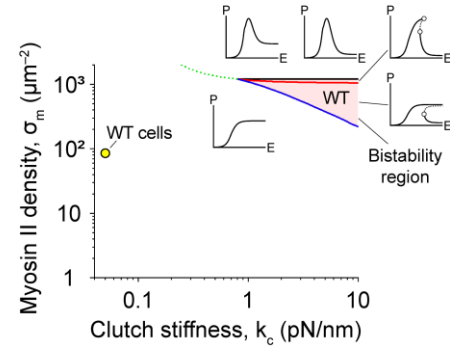 P
E
P
E
P
E
10³
WT
P
E
Bistability
region
P
E
WT cells
10²
10
1
0.1
1
10
Myosin II density, σₘ (μm⁻²)
Clutch stiffness, k꜀ (pN/nm)